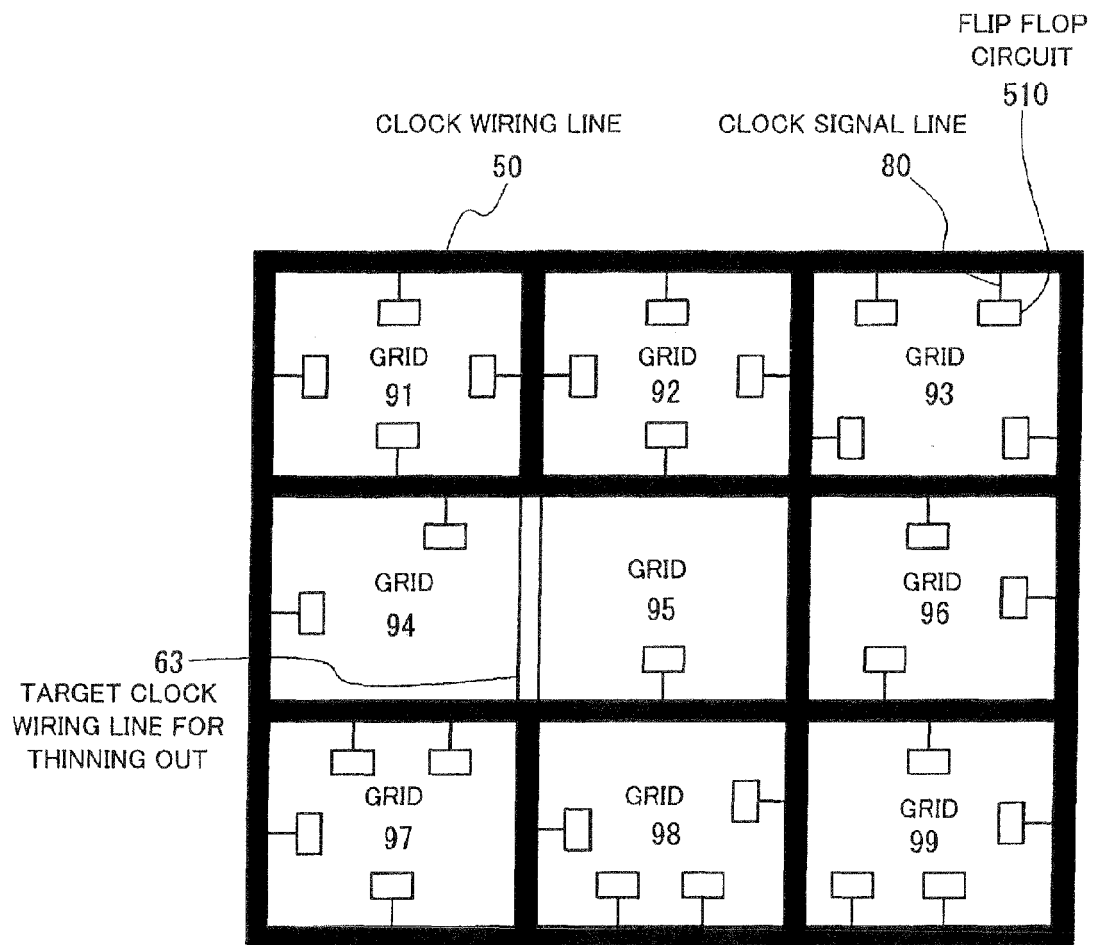 FLIP FLOP
CIRCUIT
510
CLOCK WIRING LINE
50
CLOCK SIGNAL LINE
80
GRID
91
GRID
92
GRID
93
GRID
94
GRID
95
GRID
96
63
TARGET CLOCK
WIRING LINE FOR
THINNING OUT
GRID
97
GRID
98
GRID
99